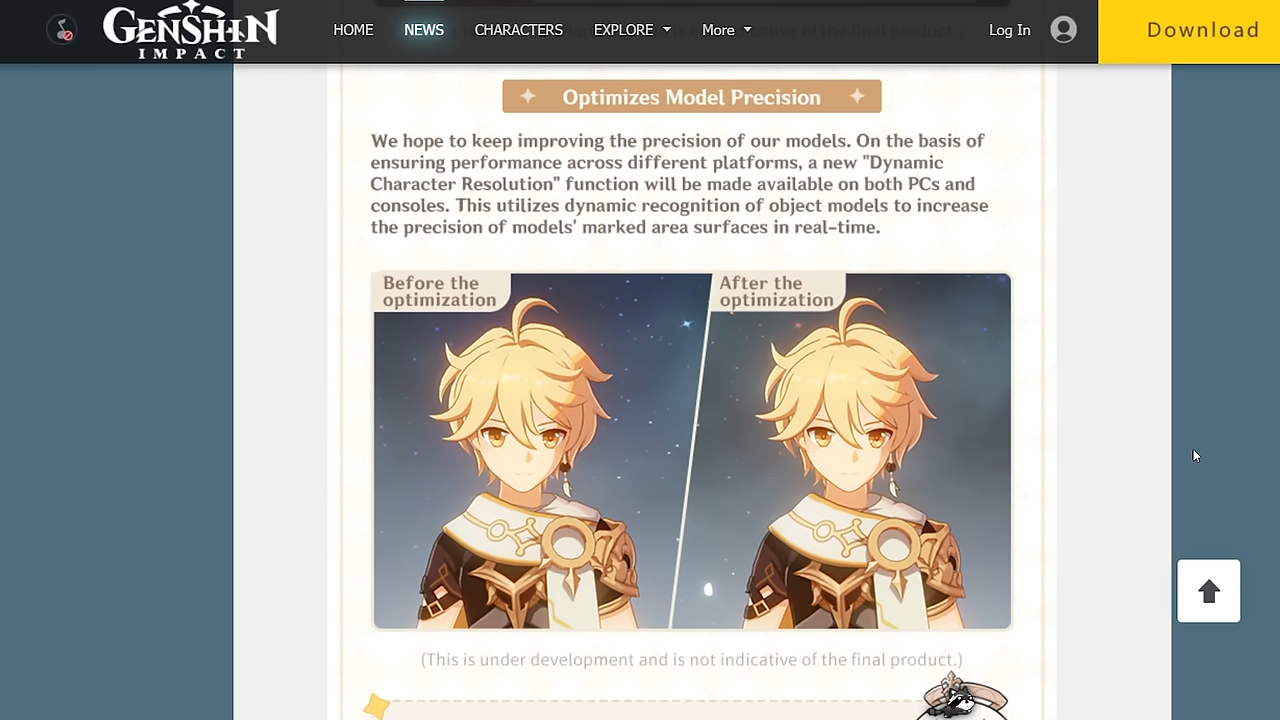 GENSHIN
IMPACT
HOME NEWS CHARACTERS EXPLORE More Log In Download
Optimizes Model Precision
We hope to keep improving the precision of our models. On the basis of
ensuring performance across different platforms, a new "Dynamic
Character Resolution" function will be made available on both PCs and
consoles. This utilizes dynamic recognition of object models to increase
the precision of models' marked area surfaces in real-time.
Before the
optimization
After the
optimization
(This is under development and is not indicative of the final product.)